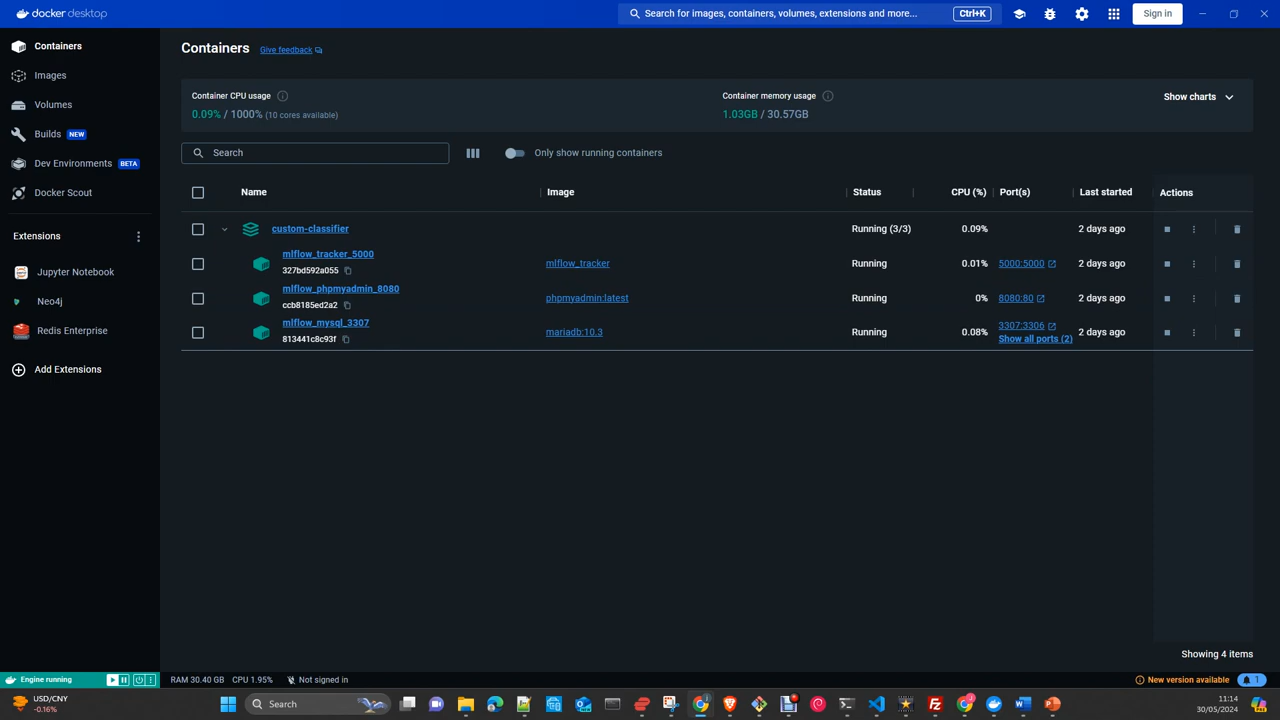 docker desktop
Search for images, containers, volumes, extensions and more... Ctrl+K
Sign in
Containers
Images
Volumes
Builds NEW
Dev Environments BETA
Docker Scout
Extensions
Jupyter Notebook
Neo4j
Redis Enterprise
Add Extensions
Containers Give feedback
Container CPU usage
0.09% / 1000% (10 cores available)
Container memory usage
1.03GB / 30.57GB
Show charts
Search
Only show running containers
Name Image Status CPU (%) Port(s) Last started Actions
custom-classifier Running (3/3) 0.09% 2 days ago
mlflow_tracker_5000
327bd592a055
mlflow_tracker Running 0.01% 5000:5000 2 days ago
mlflow_phpmyadmin_8080
ccb8185ed2a2
phpmyadmin:latest Running 0% 8080:80 2 days ago
mlflow_mysql_3307
813441c8c93f
mariadb:10.3 Running 0.08% 3307:3306 2 days ago
Show all ports (2)
Showing 4 items
Engine running
RAM 30.40 GB CPU 1.95% Not signed in
New version available 1
USD/CNY
-0.16%
Search
11:14
30/05/2024